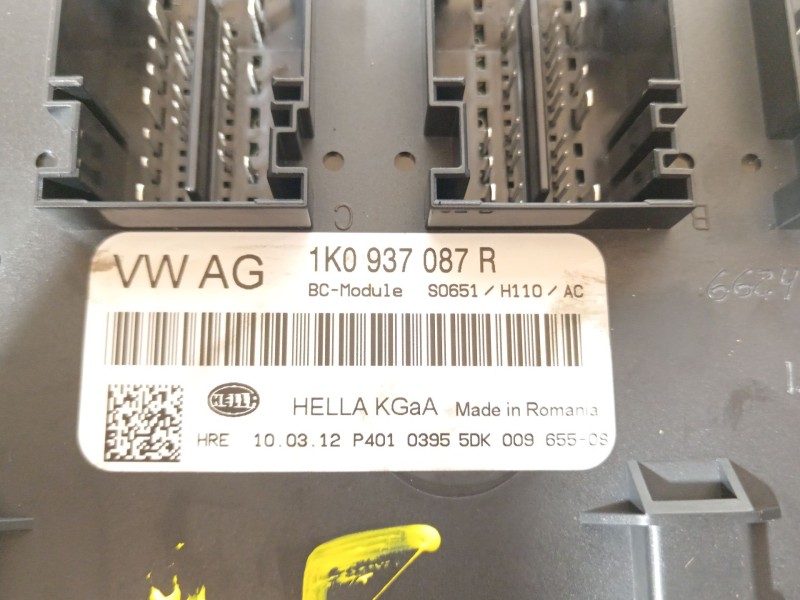 C
B
VW AG
1K0 937 087 R
BC-Module S0651 / H110 / AC
HELLA
HELLA KGaA Made in Romania
HRE 10.03.12 P401 0395 5DK 009 655-08